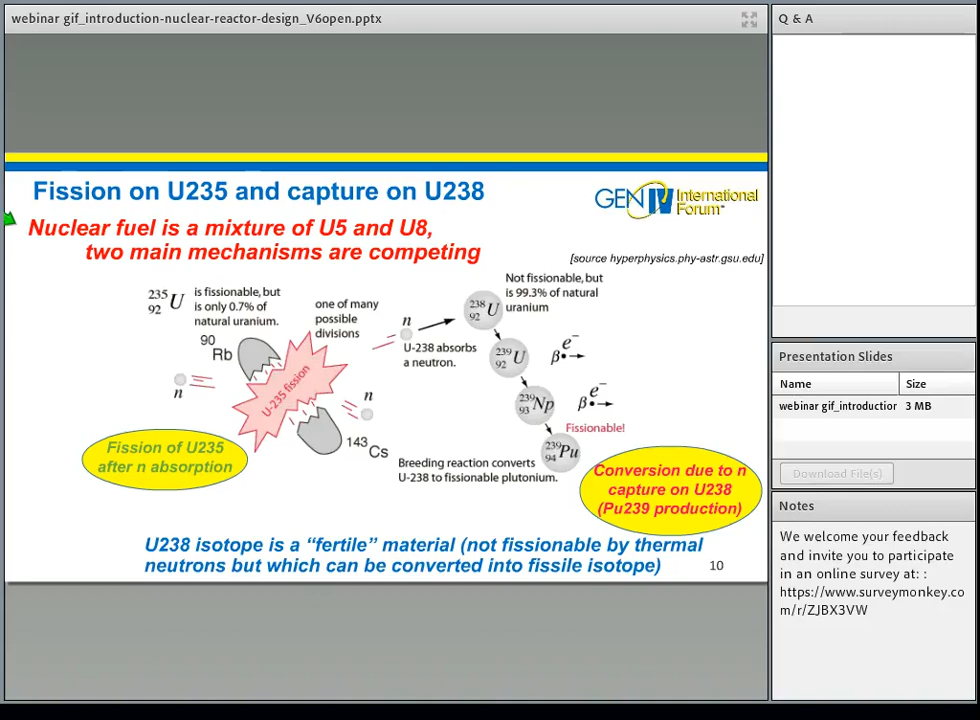 webinar gif_introduction-nuclear-reactor-design_V6open.pptx
Fission on U235 and capture on U238
GEN IV International
Forum™
Nuclear fuel is a mixture of U5 and U8,
two main mechanisms are competing
[source hyperphysics.phy-astr.gsu.edu]
235
92 U
is fissionable, but
is only 0.7% of
natural uranium.
one of many
possible
divisions
90
Rb
n
U-235 fission
n
143
Cs
n
U-238 absorbs
a neutron.
Not fissionable, but
is 99.3% of natural
uranium
238
92 U
239
92 U
β e⁻
239
93 Np
β e⁻
Fissionable!
239
94 Pu
Breeding reaction converts
U-238 to fissionable plutonium.
Fission of U235
after n absorption
Conversion due to n
capture on U238
(Pu239 production)
U238 isotope is a “fertile” material (not fissionable by thermal
neutrons but which can be converted into fissile isotope)
10
Q & A
Presentation Slides
Name Size
webinar gif_introduction 3 MB
Download File(s)
Notes
We welcome your feedback
and invite you to participate
in an online survey at: :
https://www.surveymonkey.co
m/r/ZJBX3VW